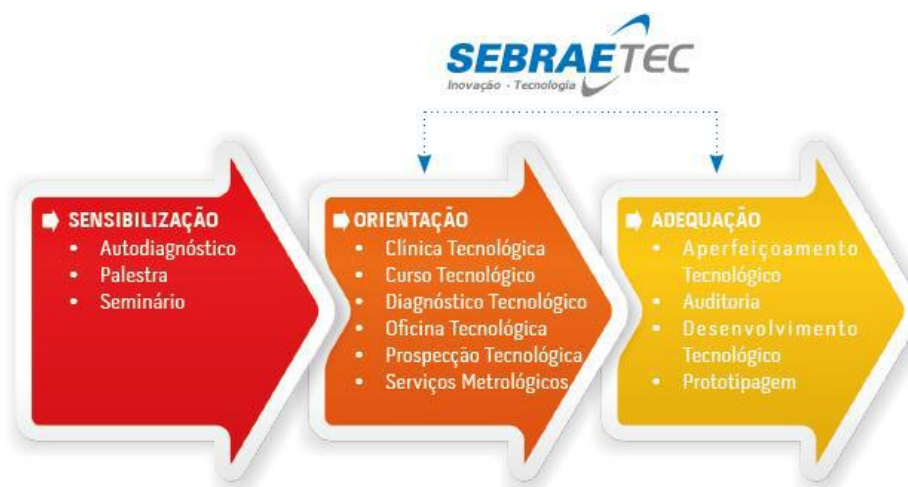 SEBRAETEC
Inovação - Tecnologia
SENSIBILIZAÇÃO
• Autodiagnóstico
• Palestra
• Seminário
ORIENTAÇÃO
• Clínica Tecnológica
• Curso Tecnológico
• Diagnóstico Tecnológico
• Oficina Tecnológica
• Prospecção Tecnológica
• Serviços Metrológicos
ADEQUAÇÃO
• Aperfeiçoamento
Tecnológico
• Auditoria
• Desenvolvimento
Tecnológico
• Prototipagem